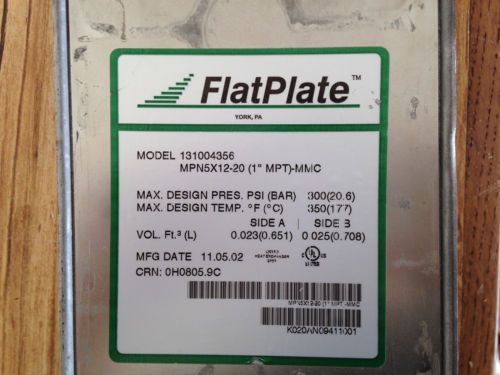 FlatPlate™
YORK, PA
MODEL 131004356
MPN5X12-20 (1" MPT)-MMC
MAX. DESIGN PRES. PSI (BAR) 300(20.6)
MAX. DESIGN TEMP. °F (°C) 350(177)
SIDE A SIDE B
VOL. Ft.³ (L) 0.023(0.651) 0.025(0.708)
MFG DATE 11.05.02
CRN: 0H0805.9C
MPN5X12-20 (1" MPT -MMC
K020AN09411001